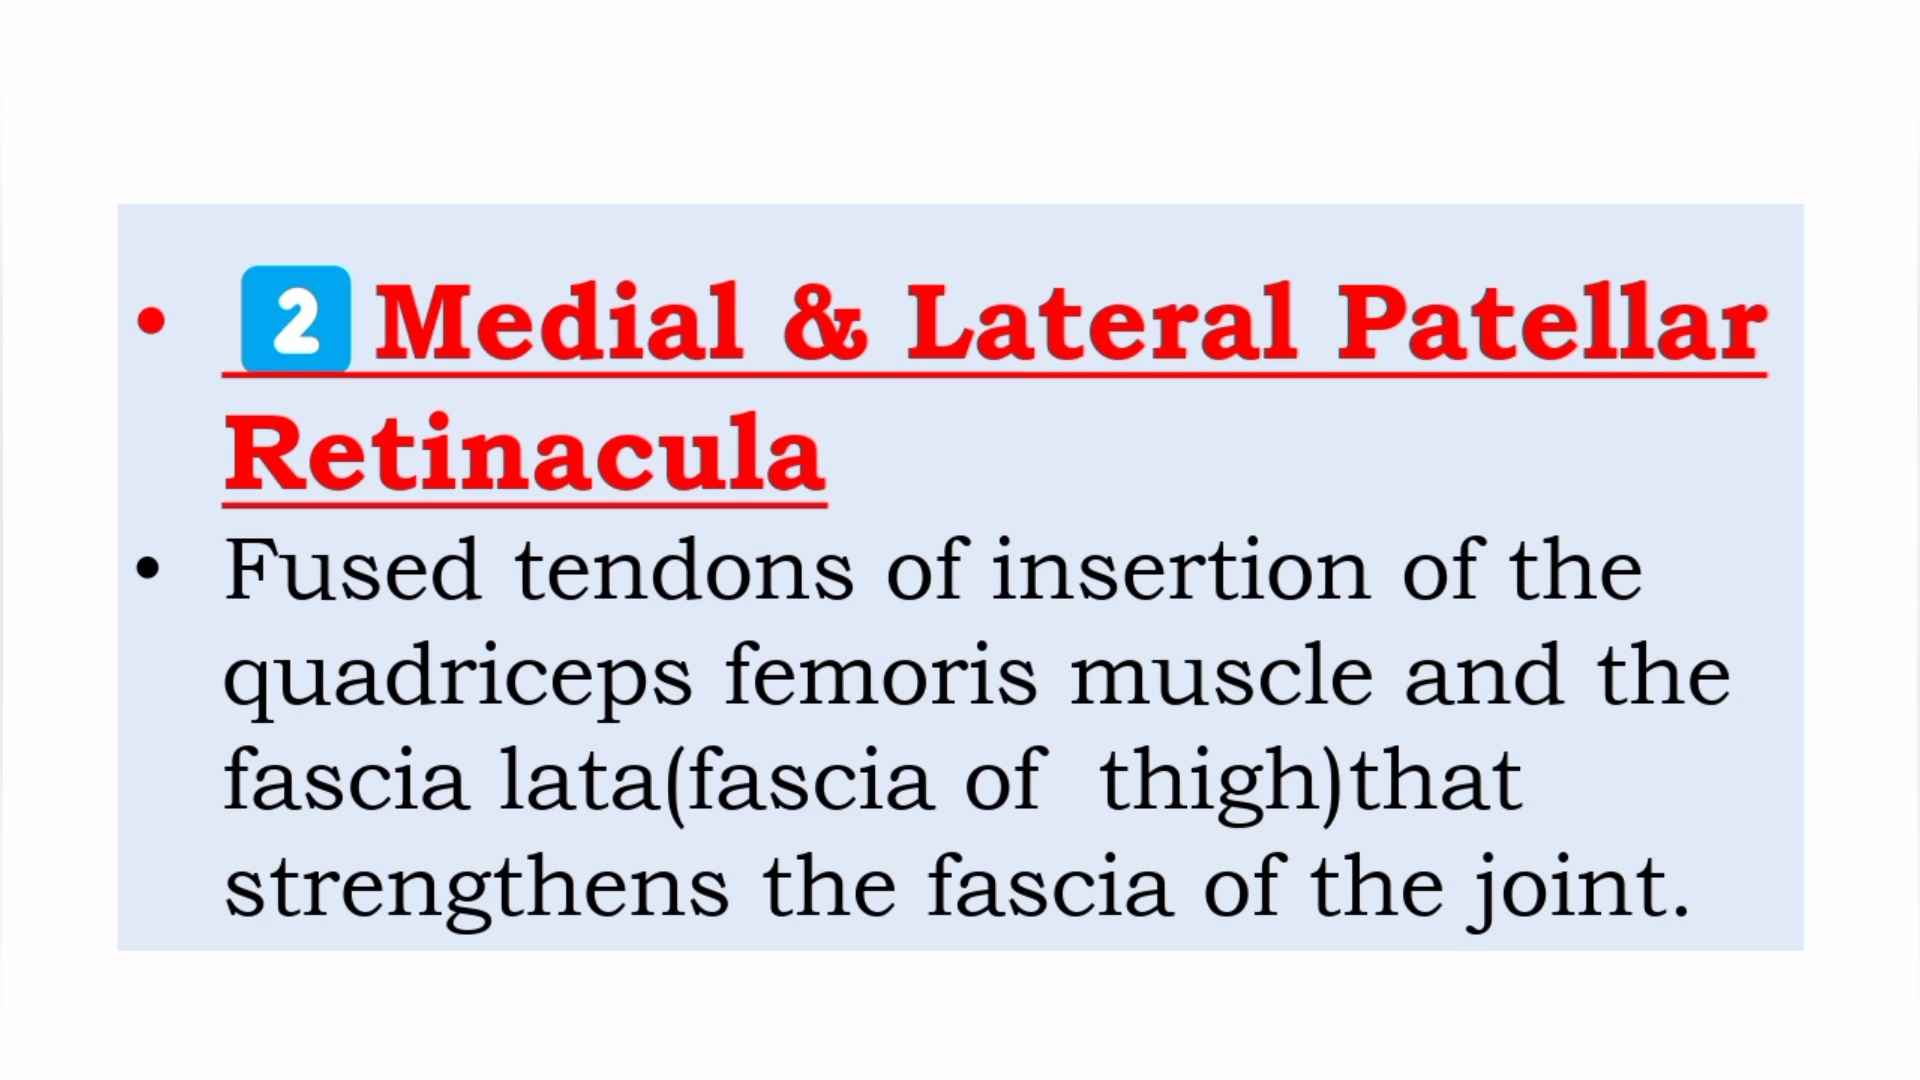 • 2 Medial & Lateral Patellar
Retinacula
• Fused tendons of insertion of the
quadriceps femoris muscle and the
fascia lata(fascia of  thigh)that
strengthens the fascia of the joint.